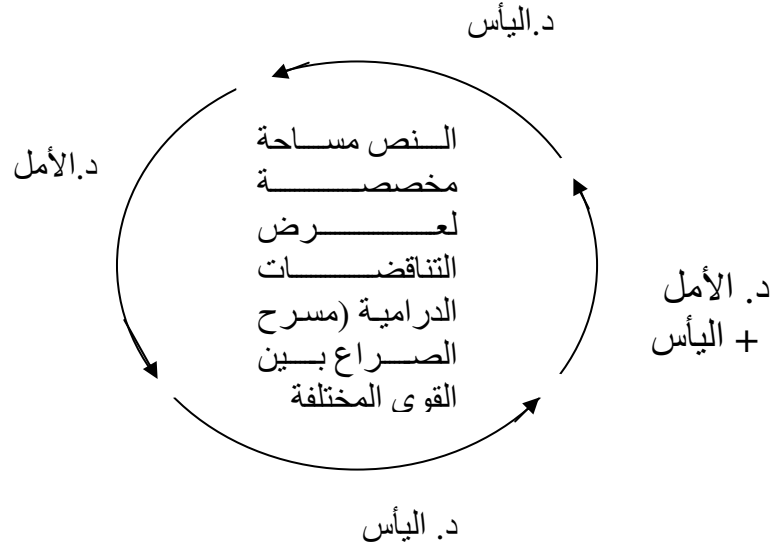 د.اليأس
النص مساحة
مخصصة
لعرض
التناقضات
الدرامية (مسرح
الصراع بين
القوى المختلفة
د.الأمل
د. الأمل
+ اليأس
د. اليأس